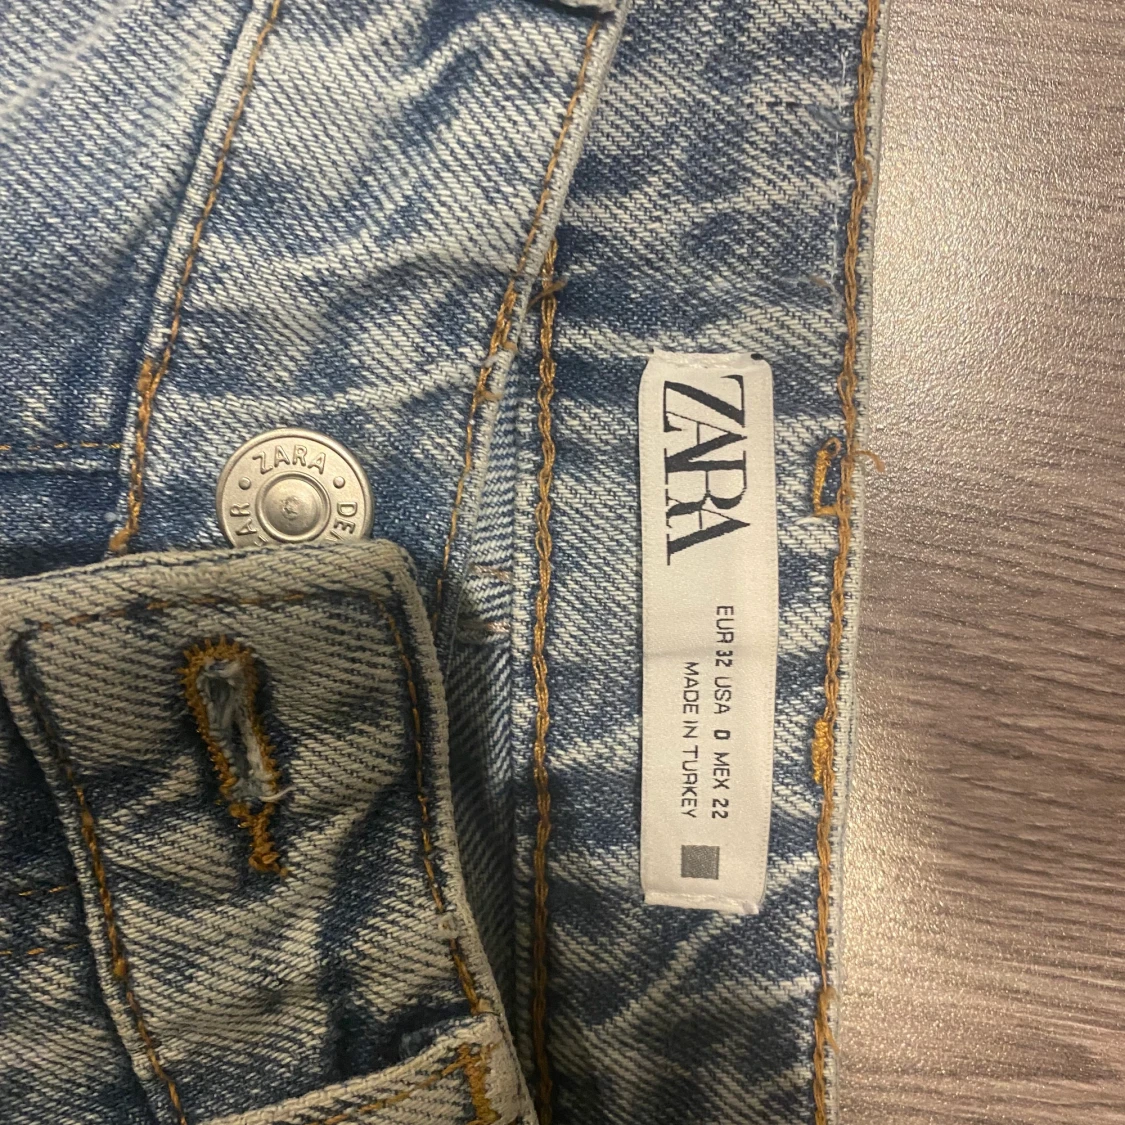 ZARA
EUR 32 USA 0 MEX 22
MADE IN TURKEY
ZARA